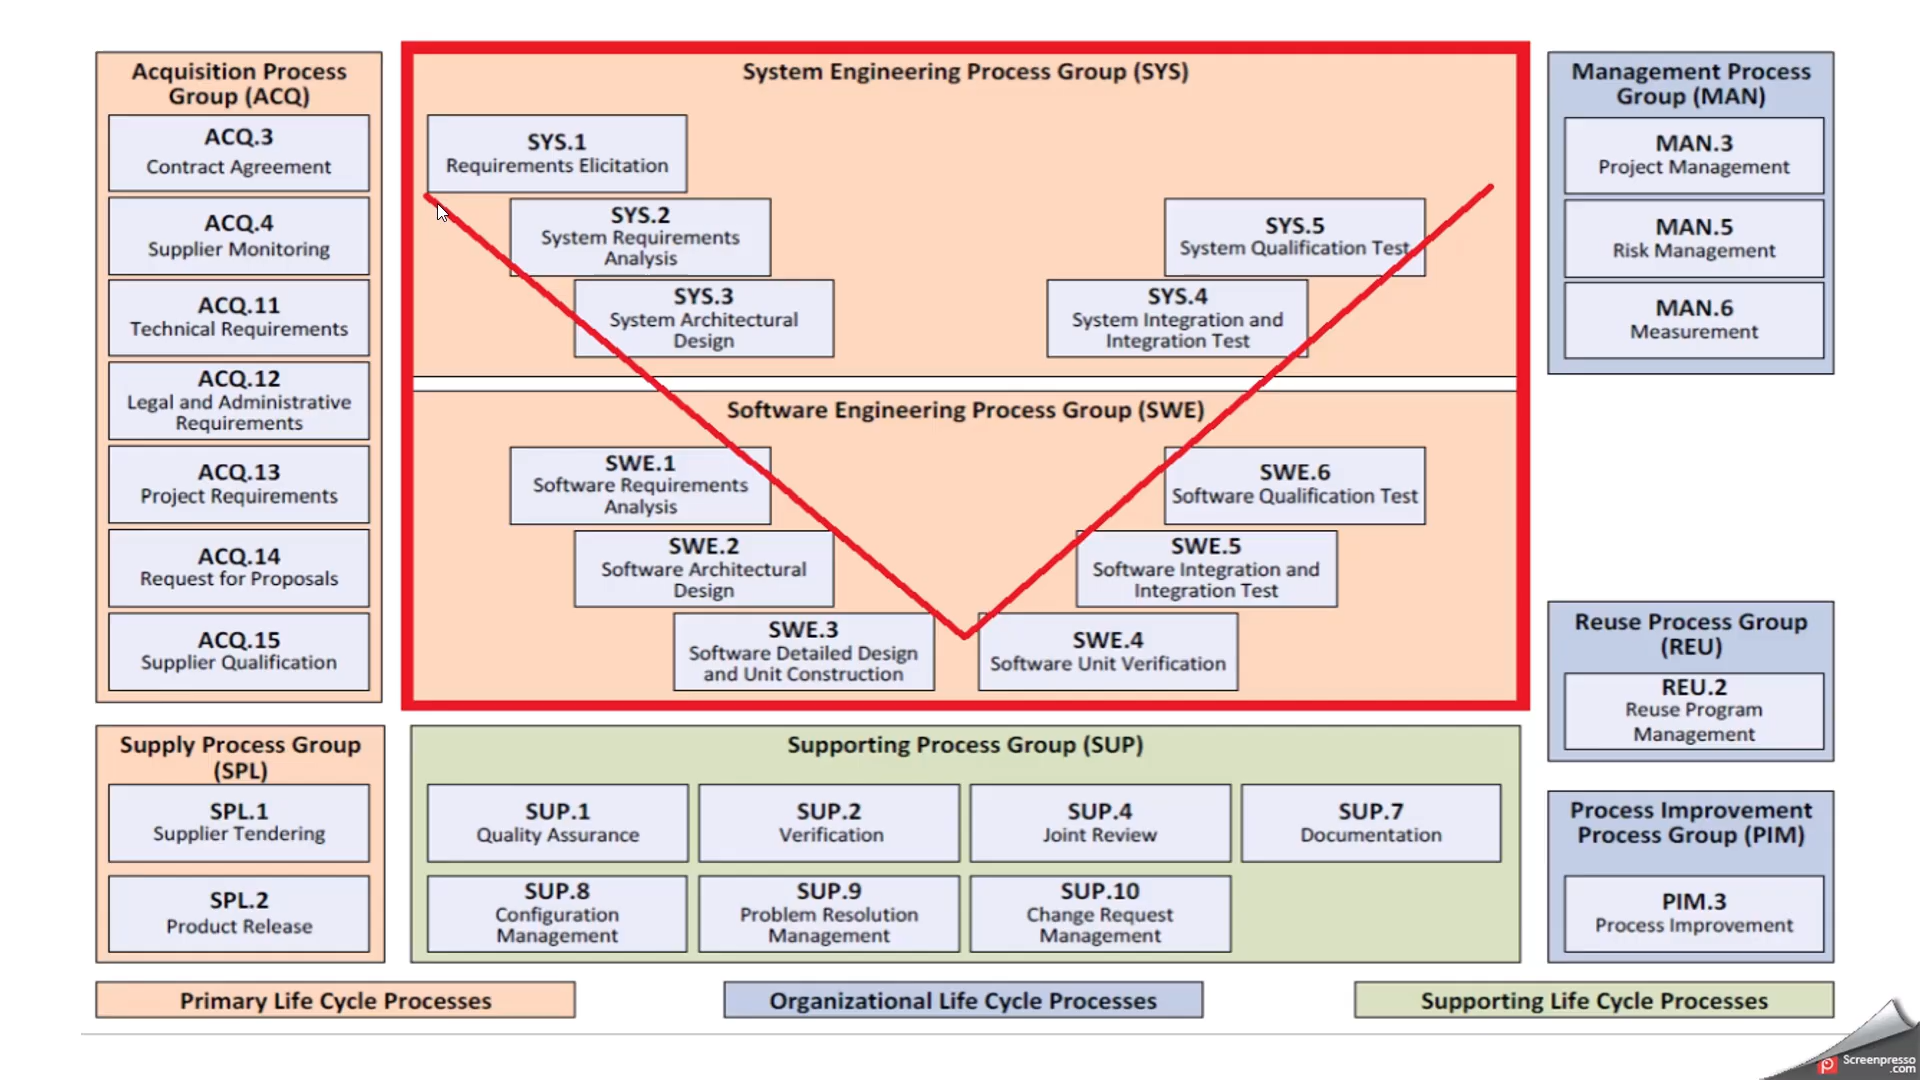 Acquisition Process
Group (ACQ)
ACQ.3
Contract Agreement
ACQ.4
Supplier Monitoring
ACQ.11
Technical Requirements
ACQ.12
Legal and Administrative
Requirements
ACQ.13
Project Requirements
ACQ.14
Request for Proposals
ACQ.15
Supplier Qualification
System Engineering Process Group (SYS)
SYS.1
Requirements Elicitation
SYS.2
System Requirements
Analysis
SYS.3
System Architectural
Design
SYS.5
System Qualification Test
SYS.4
System Integration and
Integration Test
Software Engineering Process Group (SWE)
SWE.1
Software Requirements
Analysis
SWE.2
Software Architectural
Design
SWE.3
Software Detailed Design
and Unit Construction
SWE.6
Software Qualification Test
SWE.5
Software Integration and
Integration Test
SWE.4
Software Unit Verification
Management Process
Group (MAN)
MAN.3
Project Management
MAN.5
Risk Management
MAN.6
Measurement
Reuse Process Group
(REU)
REU.2
Reuse Program
Management
Supply Process Group
(SPL)
SPL.1
Supplier Tendering
SPL.2
Product Release
Supporting Process Group (SUP)
SUP.1
Quality Assurance
SUP.2
Verification
SUP.4
Joint Review
SUP.7
Documentation
SUP.8
Configuration
Management
SUP.9
Problem Resolution
Management
SUP.10
Change Request
Management
Process Improvement
Process Group (PIM)
PIM.3
Process Improvement
Primary Life Cycle Processes
Organizational Life Cycle Processes
Supporting Life Cycle Processes
Screenpresso
.com